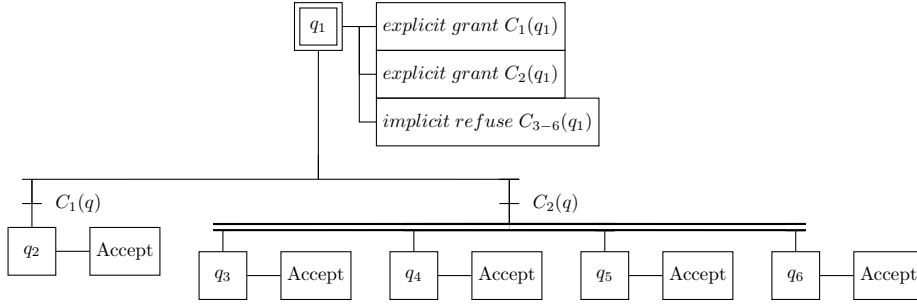 q₁
explicit grant C₁(q₁)
explicit grant C₂(q₁)
implicit refuse C₃₋₆(q₁)
C₁(q)
C₂(q)
q₂ Accept
q₃ Accept q₄ Accept q₅ Accept q₆ Accept